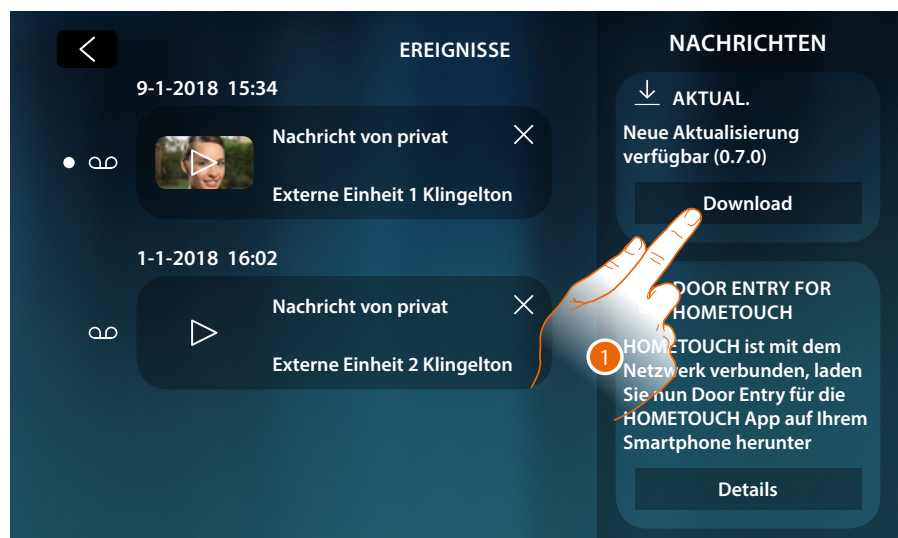 EREIGNISSE
9-1-2018 15:34
Nachricht von privat
Externe Einheit 1 Klingelton
1-1-2018 16:02
Nachricht von privat
Externe Einheit 2 Klingelton
NACHRICHTEN
AKTUAL.
Neue Aktualisierung
verfügbar (0.7.0)
Download
DOOR ENTRY FOR
HOMETOUCH
1
HOMETOUCH ist mit dem
Netzwerk verbunden, laden
Sie nun Door Entry für die
HOMETOUCH App auf Ihrem
Smartphone herunter
Details